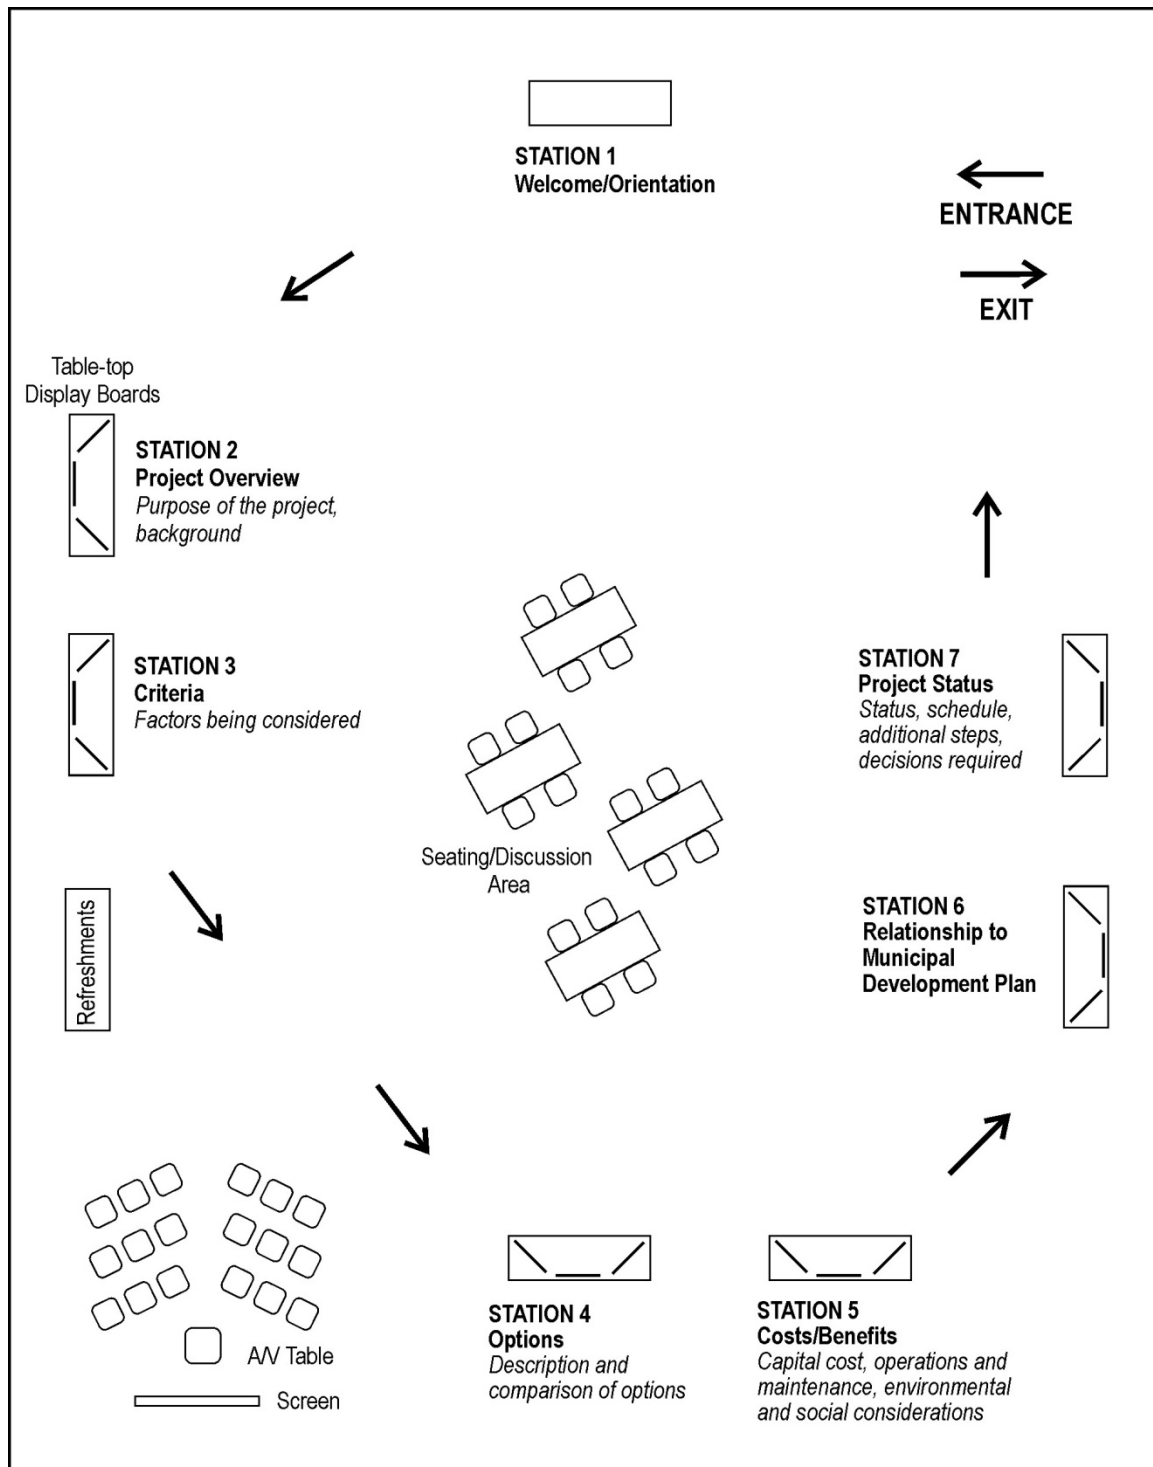 STATION 1
Welcome/Orientation
ENTRANCE
EXIT
Table-top
Display Boards
STATION 2
Project Overview
Purpose of the project,
background
STATION 3
Criteria
Factors being considered
STATION 7
Project Status
Status, schedule,
additional steps,
decisions required
Seating/Discussion
Area
Refreshments
STATION 6
Relationship to
Municipal
Development Plan
STATION 4
Options
Description and
comparison of options
STATION 5
Costs/Benefits
Capital cost, operations and
maintenance, environmental
and social considerations
A/V Table
Screen